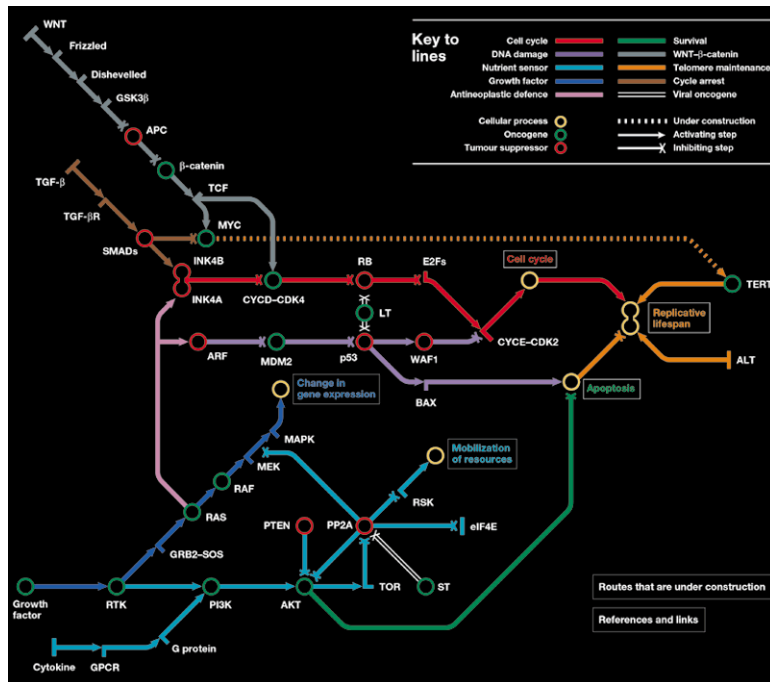 WNT
Frizzled
Dishevelled
GSK3β
APC
β-catenin
TCF
MYC
TGF-β
TGF-βR
SMADs
INK4B
INK4A
CYCD–CDK4
RB
E2Fs
LT
ARF
MDM2
p53
WAF1
CYCE–CDK2
Cell cycle
TERT
Replicative
lifespan
ALT
BAX
Apoptosis
Change in
gene expression
MAPK
MEK
RAF
RAS
GRB2–SOS
Mobilization
of resources
RSK
PTEN
PP2A
eIF4E
Growth
factor
RTK
PI3K
AKT
TOR
ST
G protein
Cytokine
GPCR
Key to
lines
Cell cycle
DNA damage
Nutrient sensor
Growth factor
Antineoplastic defence
Survival
WNT–β-catenin
Telomere maintenance
Cycle arrest
Viral oncogene
Cellular process
Oncogene
Tumour suppressor
Under construction
Activating step
Inhibiting step
Routes that are under construction
References and links